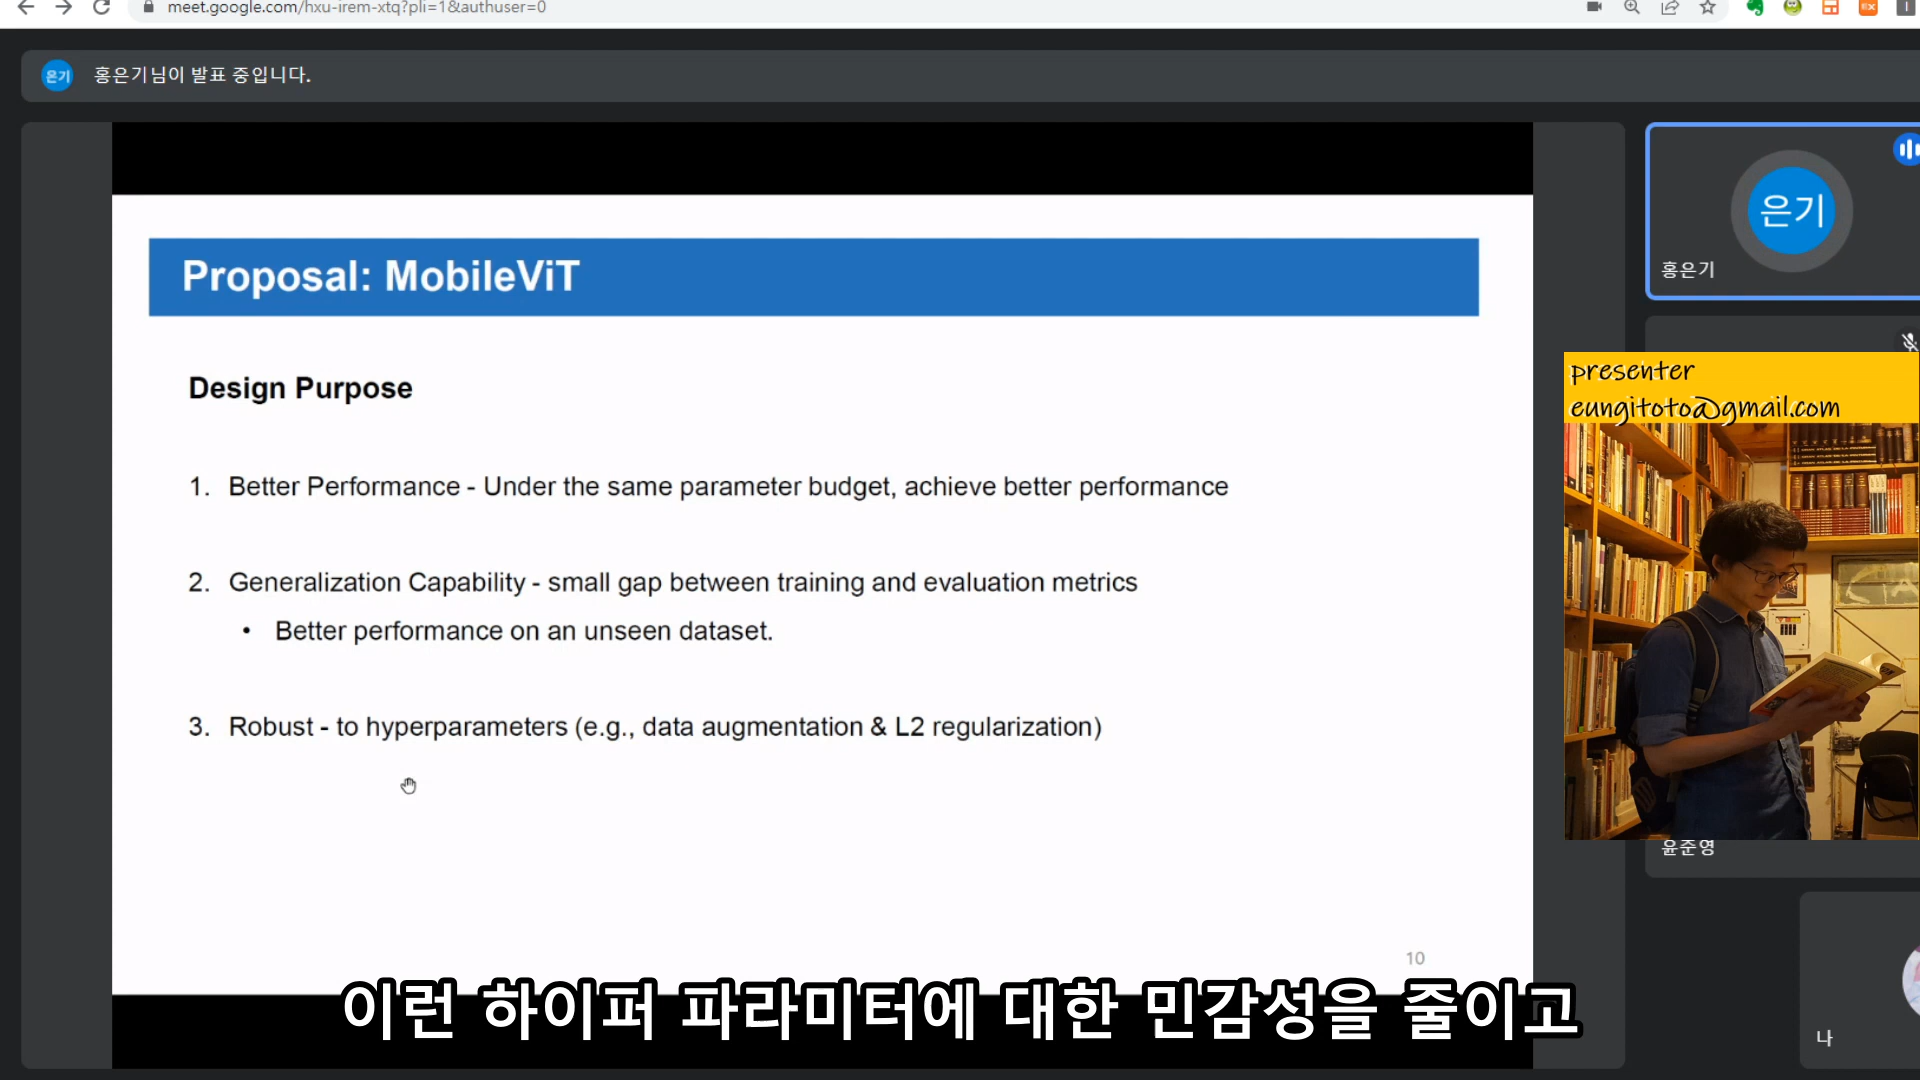 meet.google.com/hxu-irem-xtq?pli=1&authuser=0
은기 홍은기님이 발표 중입니다.
Proposal: MobileViT
Design Purpose
1. Better Performance - Under the same parameter budget, achieve better performance
2. Generalization Capability - small gap between training and evaluation metrics
• Better performance on an unseen dataset.
3. Robust - to hyperparameters (e.g., data augmentation & L2 regularization)
10
이런 하이퍼 파라미터에 대한 민감성을 줄이고
은기
홍은기
presenter
eungitoto@gmail.com
윤준영
나